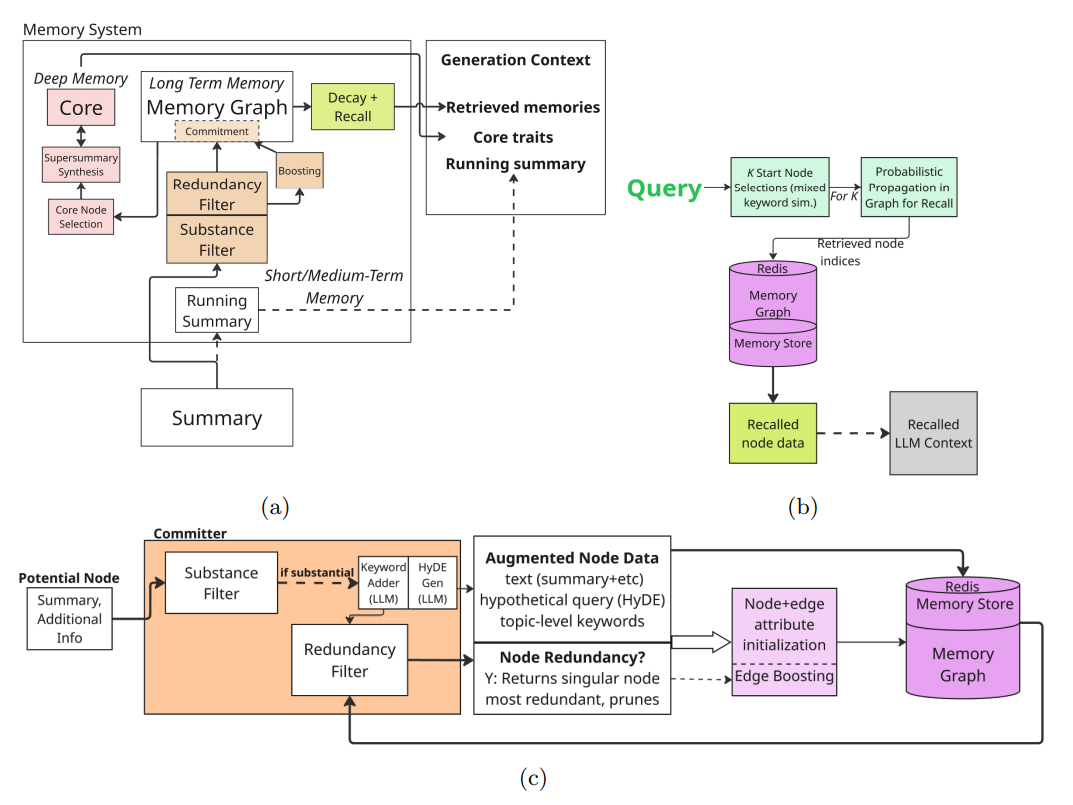 Memory System
Deep Memory
Core
Supersummary
Synthesis
Core Node
Selection
Long Term Memory
Memory Graph
Commitment
Decay +
Recall
Boosting
Redundancy
Filter
Substance
Filter
Short/Medium-Term
Memory
Running
Summary
Summary
Generation Context
Retrieved memories
Core traits
Running summary
(a)
Query
K Start Node
Selections (mixed
keyword sim.)
For K
Probabilistic
Propagation in
Graph for Recall
Retrieved node
indices
Redis
Memory
Graph
Memory Store
Recalled
node data
Recalled
LLM Context
(b)
Potential Node
Summary,
Additional
Info
Committer
Substance
Filter
if substantial
Keyword
Adder
(LLM)
HyDE
Gen
(LLM)
Redundancy
Filter
Augmented Node Data
text (summary+etc)
hypothetical query (HyDE)
topic-level keywords
Node Redundancy?
Y: Returns singular node
most redundant, prunes
Node+edge
attribute
initialization
Edge Boosting
Redis
Memory Store
Memory
Graph
(c)